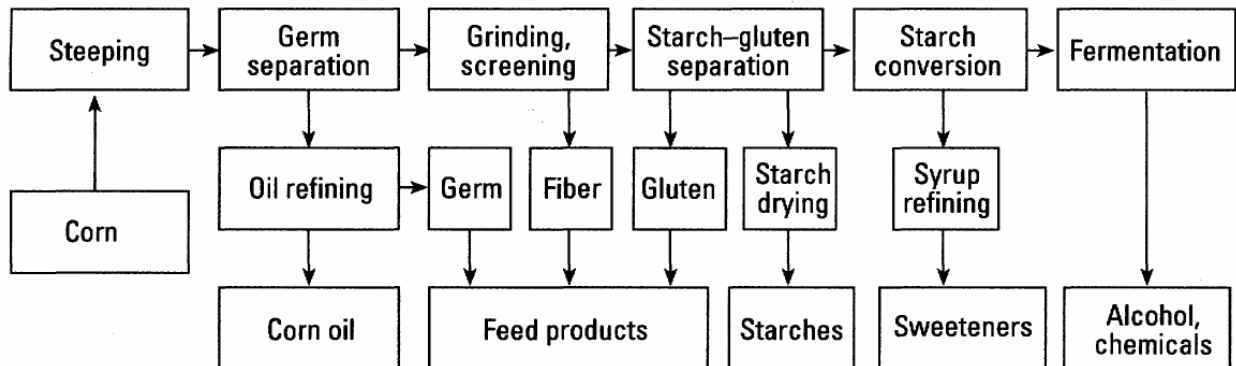 Steeping
Germ
separation
Grinding,
screening
Starch–gluten
separation
Starch
conversion
Fermentation
Corn
Oil refining
Germ
Fiber
Gluten
Starch
drying
Syrup
refining
Corn oil
Feed products
Starches
Sweeteners
Alcohol,
chemicals